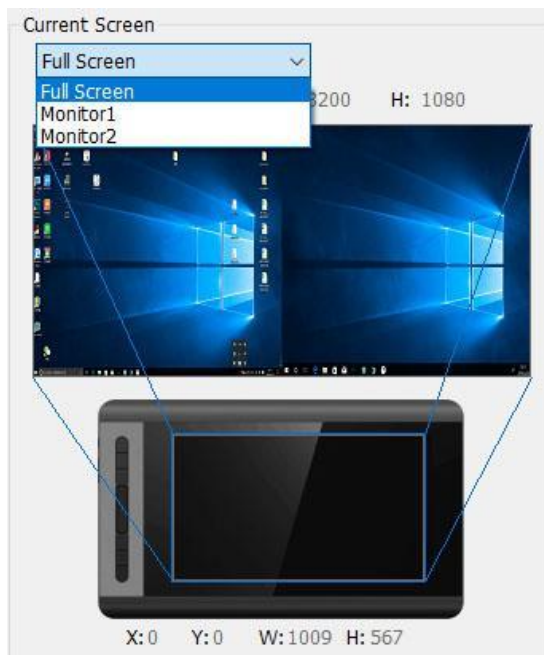 Current Screen
Full Screen
Full Screen
3200 H: 1080
Monitor1
Monitor2
X: 0 Y: 0 W: 1009 H: 567